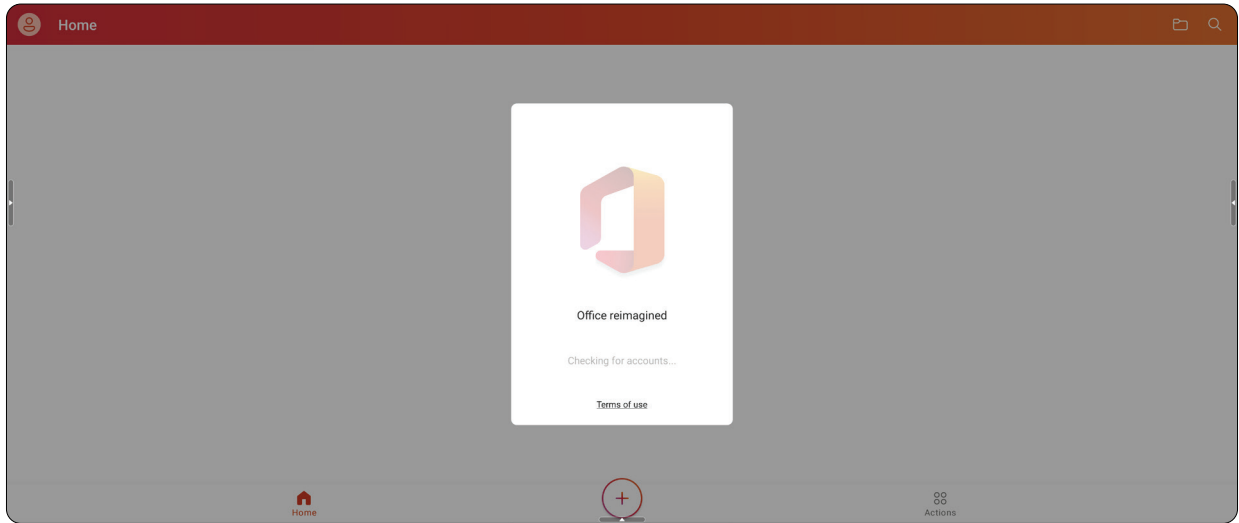 Home
Office reimagined
Checking for accounts...
Terms of use
Home
Actions